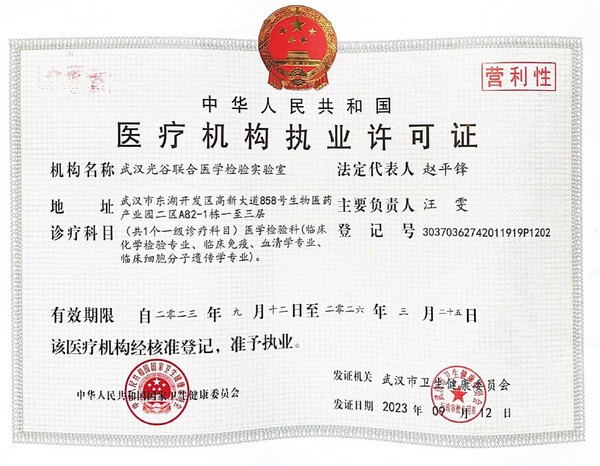 营利性
中华人民共和国
医疗机构执业许可证
机构名称 武汉光谷联合医学检验实验室
法定代表人 赵平锋
地 址 武汉市东湖开发区高新大道858号生物医药
产业园二区A82-1栋一至三层
主要负责人 汪 雯
诊疗科目 (共1个一级诊疗科目)医学检验科(临床
化学检验专业、临床免疫、血清学专业、
临床细胞分子遗传学专业)。
登 记 号 30370362742011919P1202
有效期限 自二〇二三 年 九 月十二日至二〇二六 年 三 月二十五日
该医疗机构经核准登记，准予执业。
中华人民共和国国家卫生健康委员会
发证机关 武汉市卫生健康委员会
发证日期 2023 年 09 月 12 日